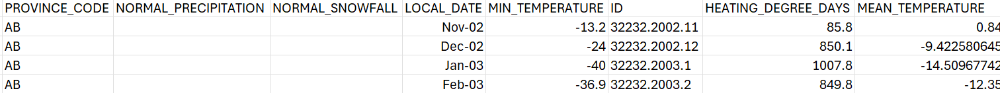 PROVINCE_CODE NORMAL_PRECIPITATION NORMAL_SNOWFALL LOCAL_DATE MIN_TEMPERATURE ID HEATING_DEGREE_DAYS MEAN_TEMPERATURE
AB Nov-02 -13.2 32232.2002.11 85.8 0.84
AB Dec-02 -24 32232.2002.12 850.1 -9.422580645
AB Jan-03 -40 32232.2003.1 1007.8 -14.50967742
AB Feb-03 -36.9 32232.2003.2 849.8 -12.35